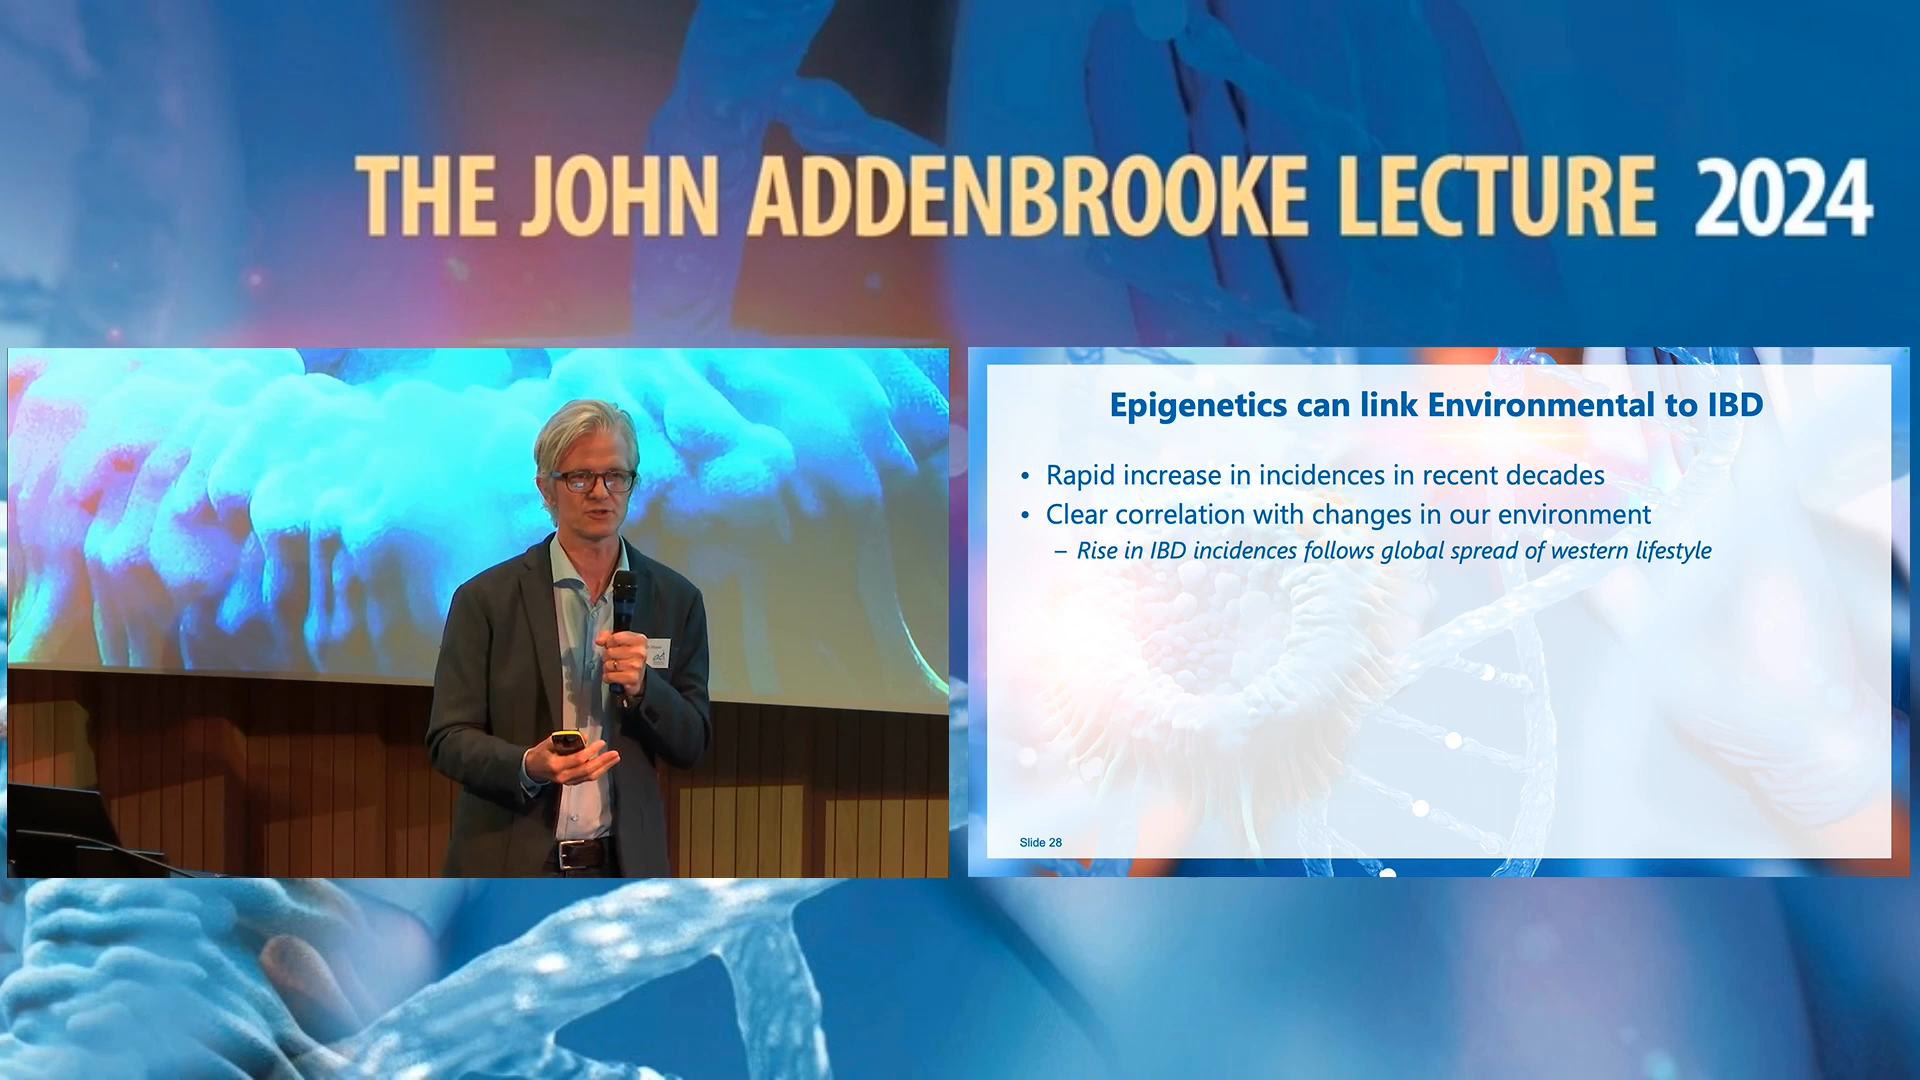 THE JOHN ADDENBROOKE LECTURE 2024
Epigenetics can link Environmental to IBD
• Rapid increase in incidences in recent decades
• Clear correlation with changes in our environment
– Rise in IBD incidences follows global spread of western lifestyle
Slide 28
act